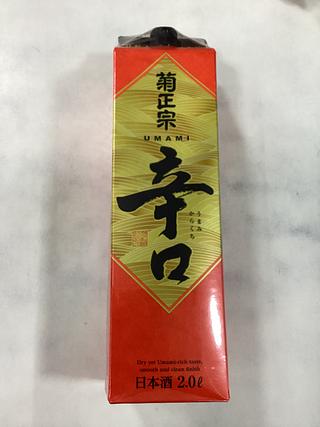 菊正宗
UMAMI
辛口
うまみ
からくち
Dry yet Umami-rich taste,
smooth and clean finish
日本酒 2.0ℓ